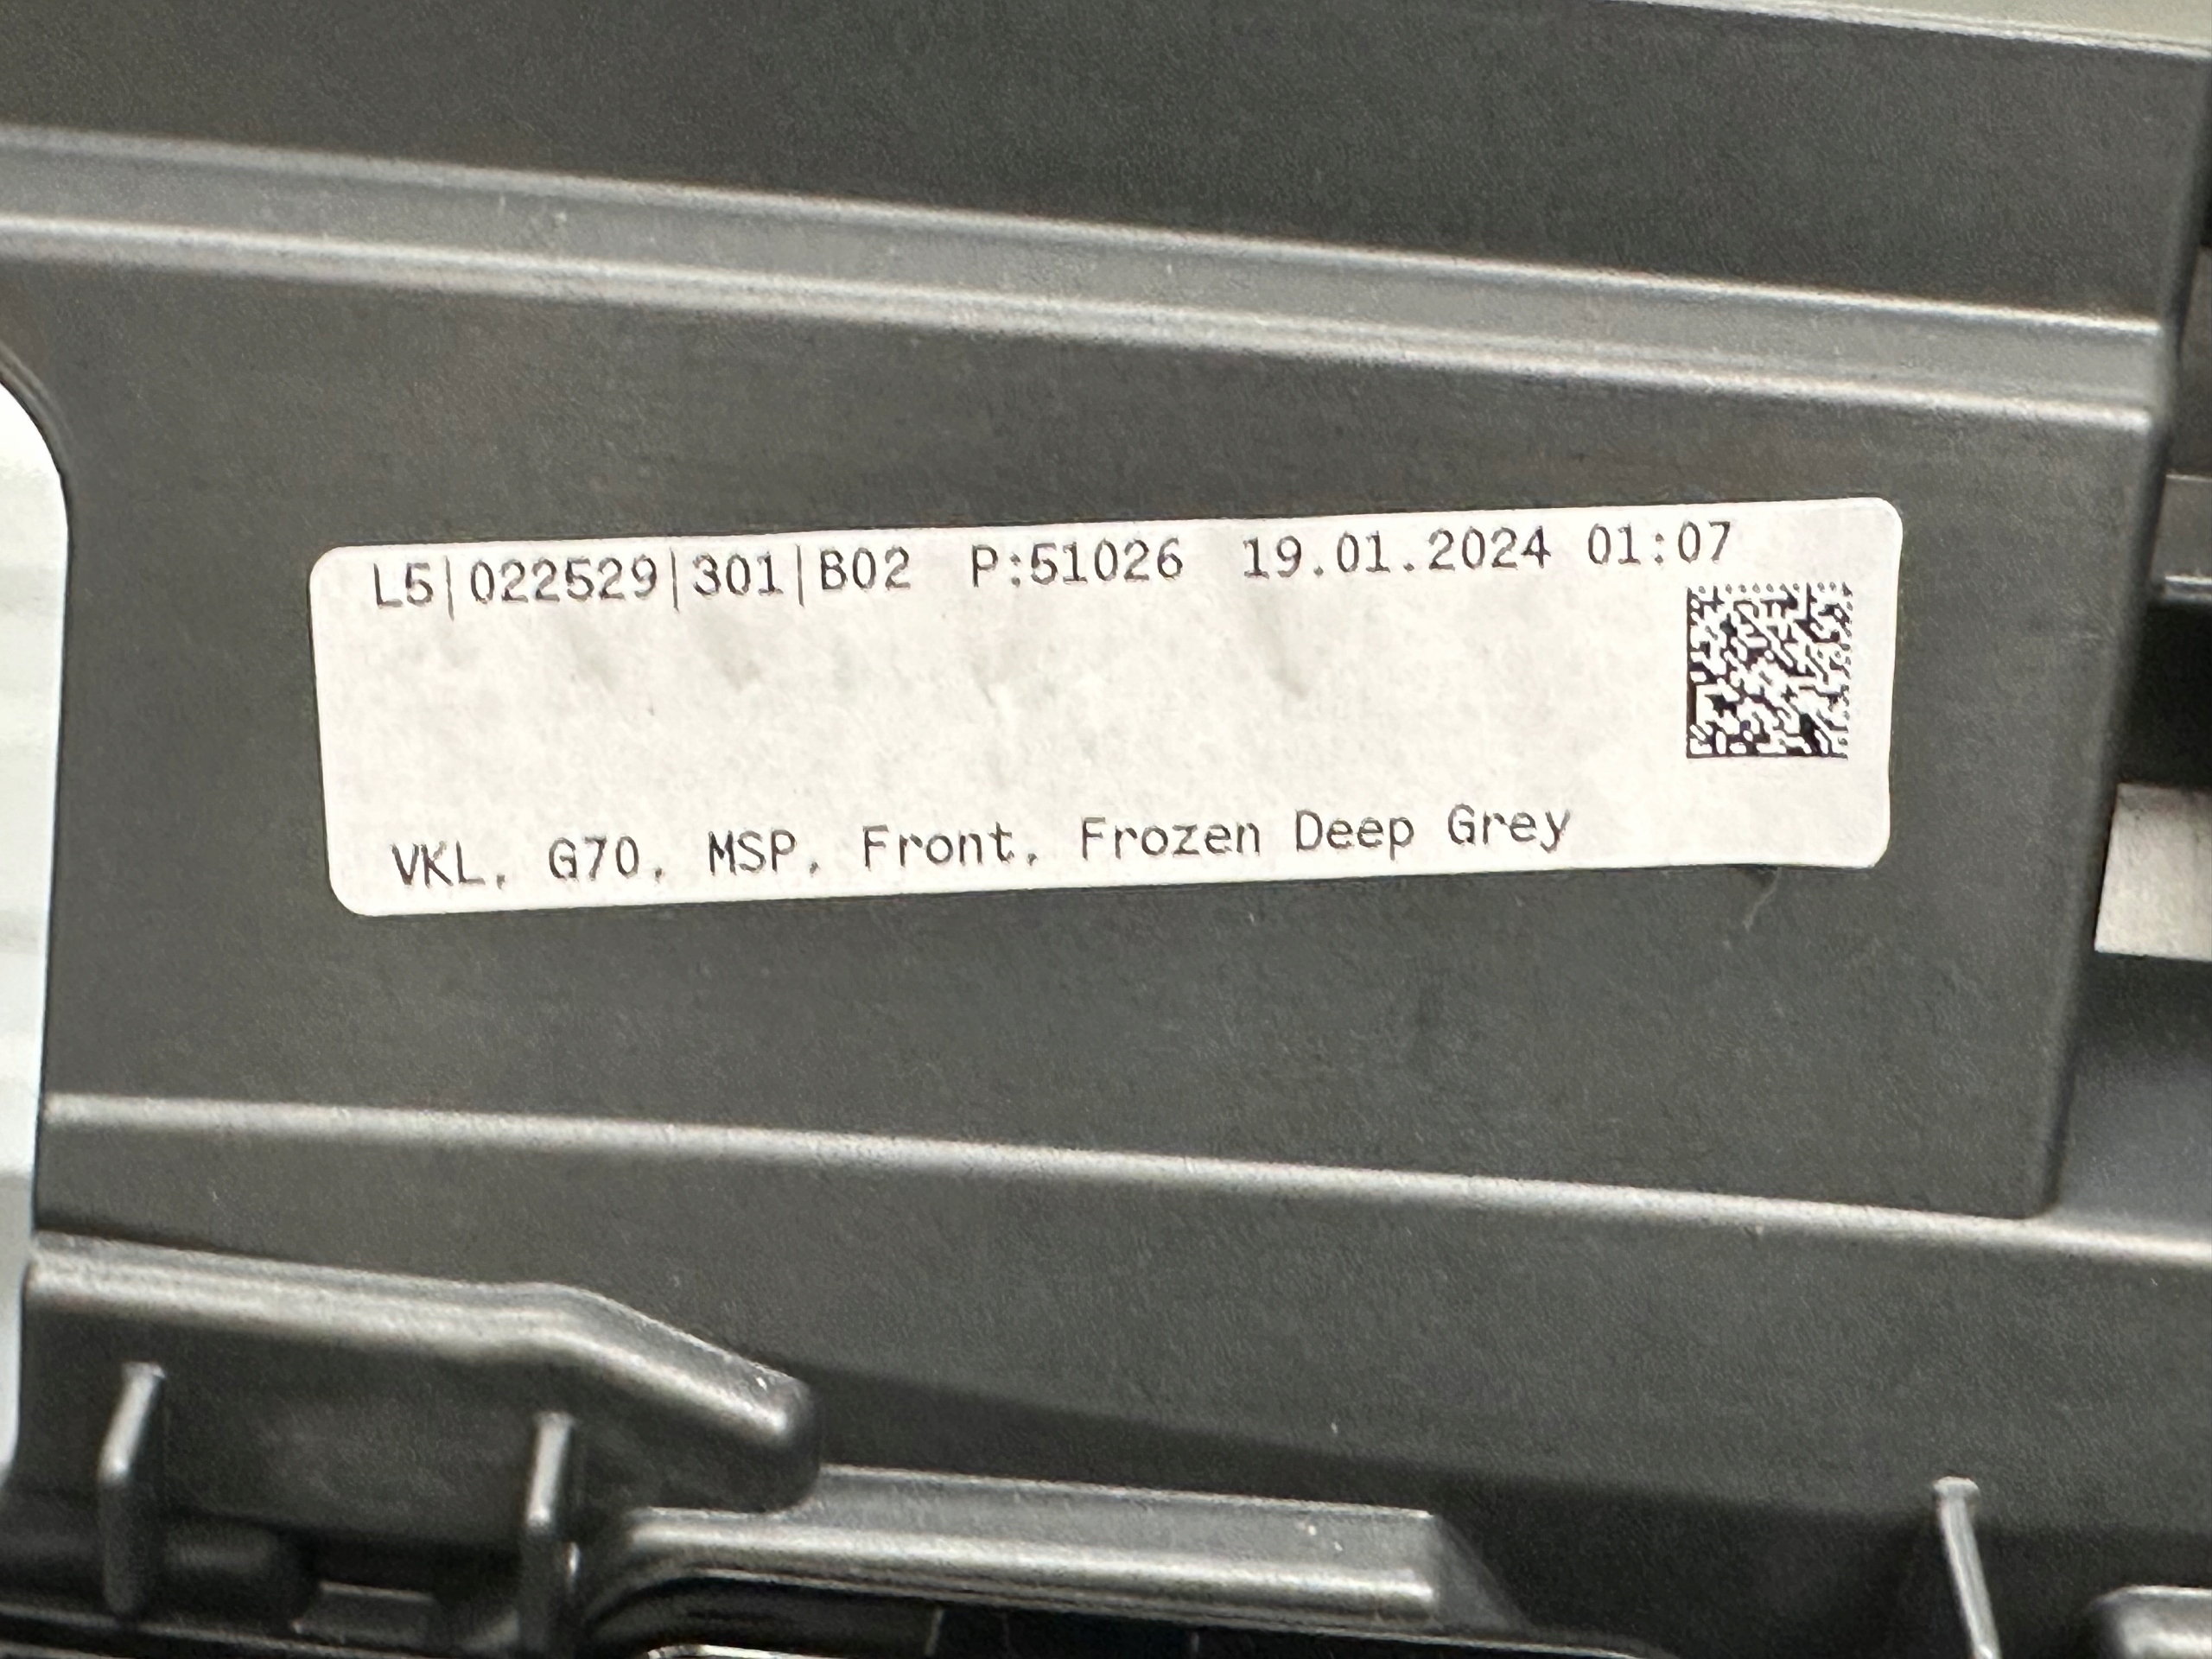 L5|022529|301|B02 P:51026 19.01.2024 01:07
VKL, G70, MSP, Front, Frozen Deep Grey